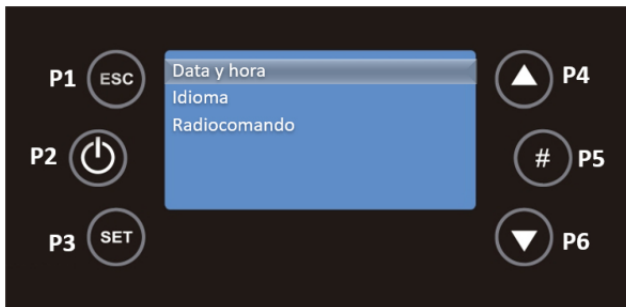 P1 ESC
P2
P3 SET
Data y hora
Idioma
Radiocomando
P4
# P5
P6